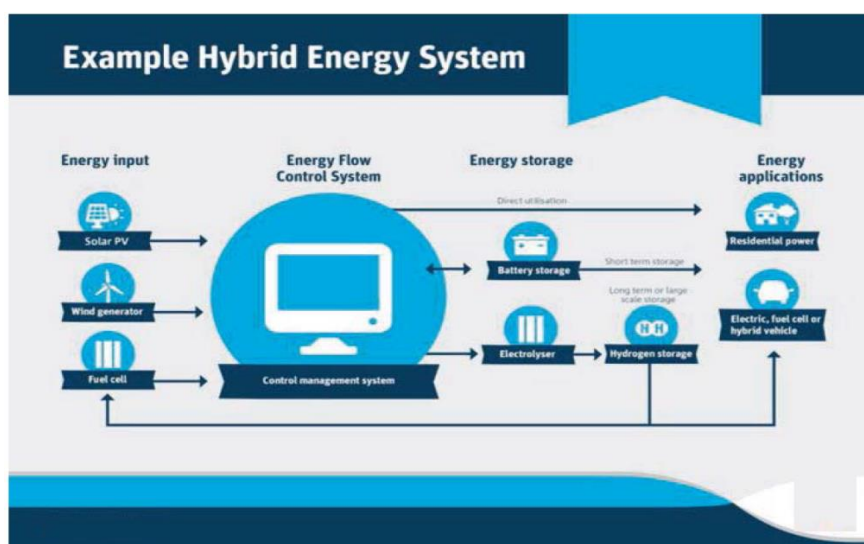 Example Hybrid Energy System
Energy input
Energy Flow
Control System
Energy storage
Energy
applications
Direct utilisation
Solar PV
Residential power
Battery storage
Short term storage
Long term or large
scale storage
Wind generator
Electric, fuel cell or
hybrid vehicle
Electrolyser
HH
Hydrogen storage
Fuel cell
Control management system